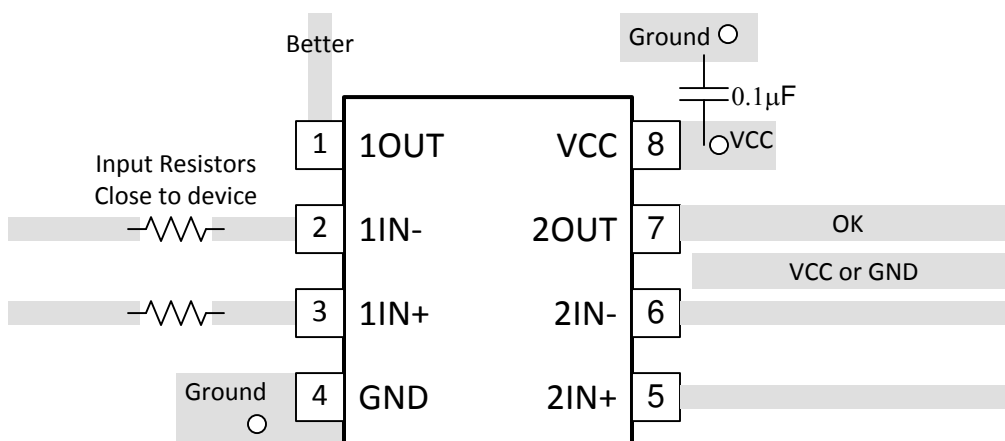 Better
Ground
0.1µF
1 1OUT VCC 8 VCC
Input Resistors
Close to device
2 1IN- 2OUT 7 OK
VCC or GND
3 1IN+ 2IN- 6
Ground
4 GND 2IN+ 5